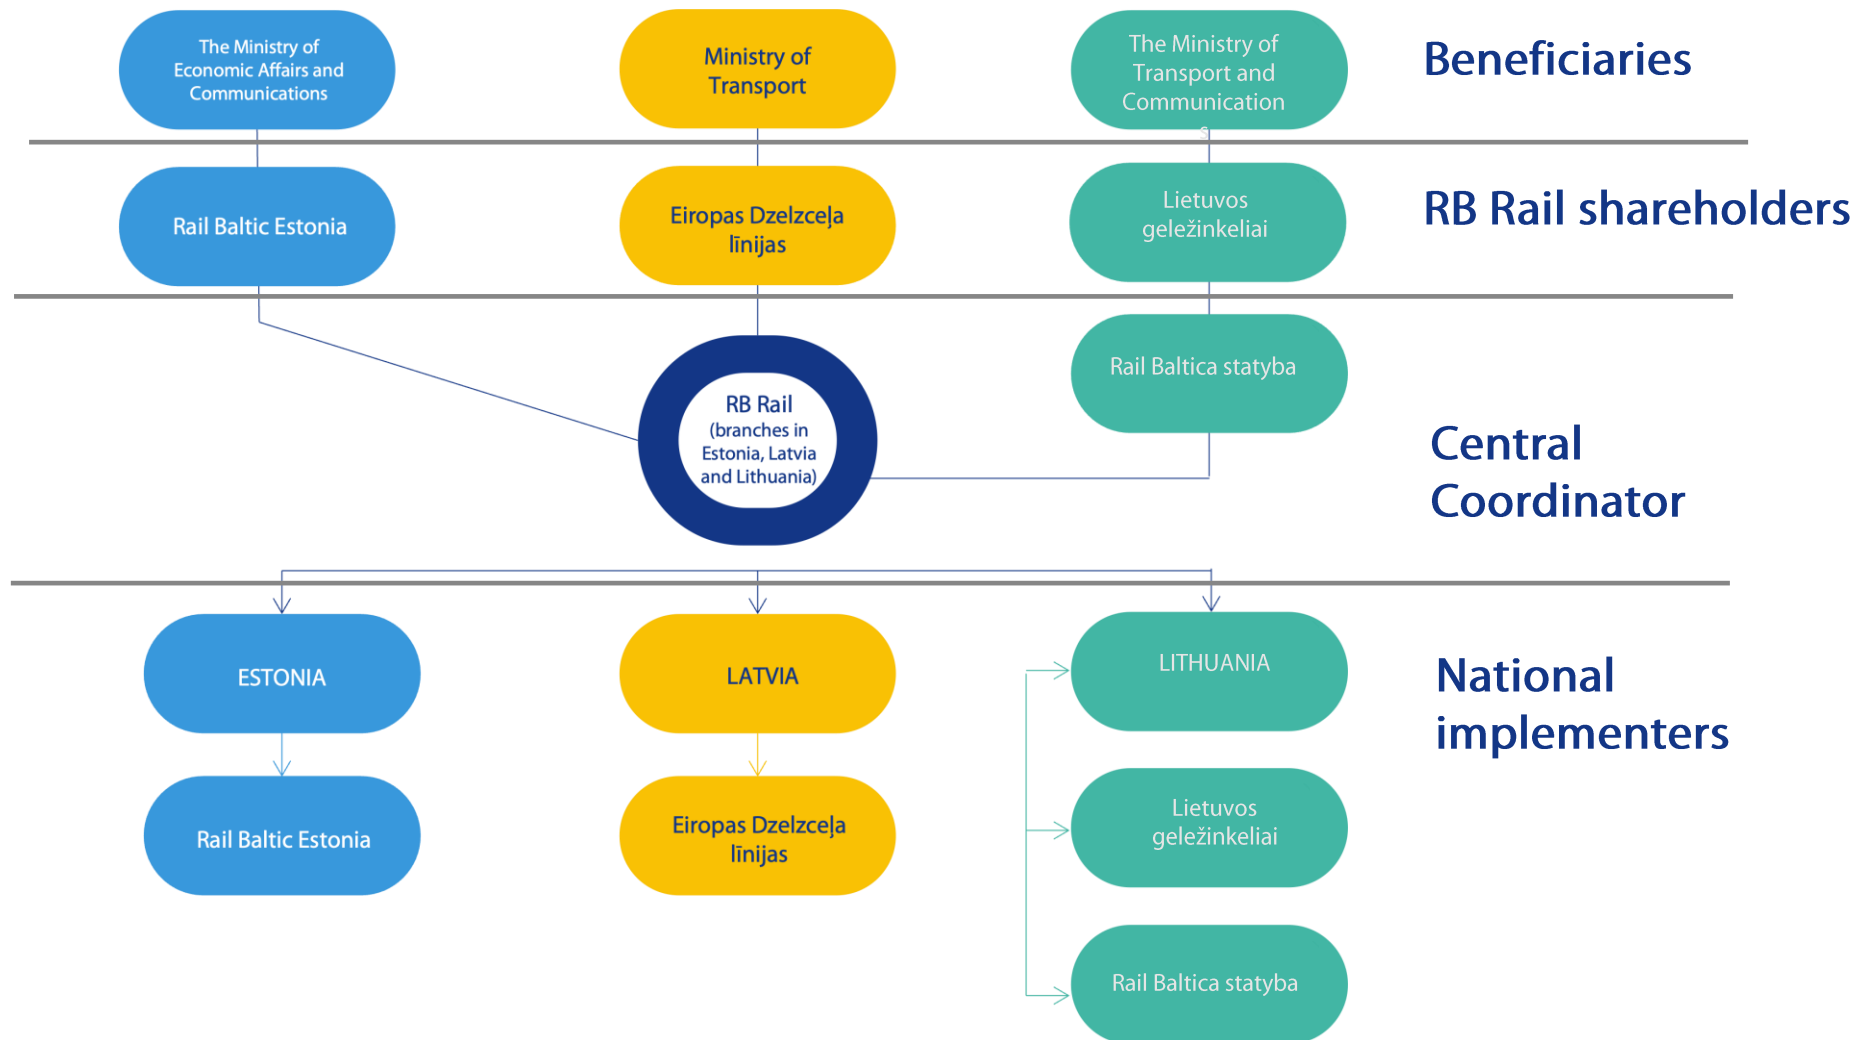 The Ministry of
Economic Affairs and
Communications
Ministry of
Transport
The Ministry of
Transport and
Communication
s
Beneficiaries
Rail Baltic Estonia
Eiropas Dzelzceļa
līnijas
Lietuvos
geležinkeliai
RB Rail shareholders
RB Rail
(branches in
Estonia, Latvia
and Lithuania)
Rail Baltica statyba
Central
Coordinator
ESTONIA
LATVIA
LITHUANIA
National
implementers
Rail Baltic Estonia
Eiropas Dzelzceļa
līnijas
Lietuvos
geležinkeliai
Rail Baltica statyba